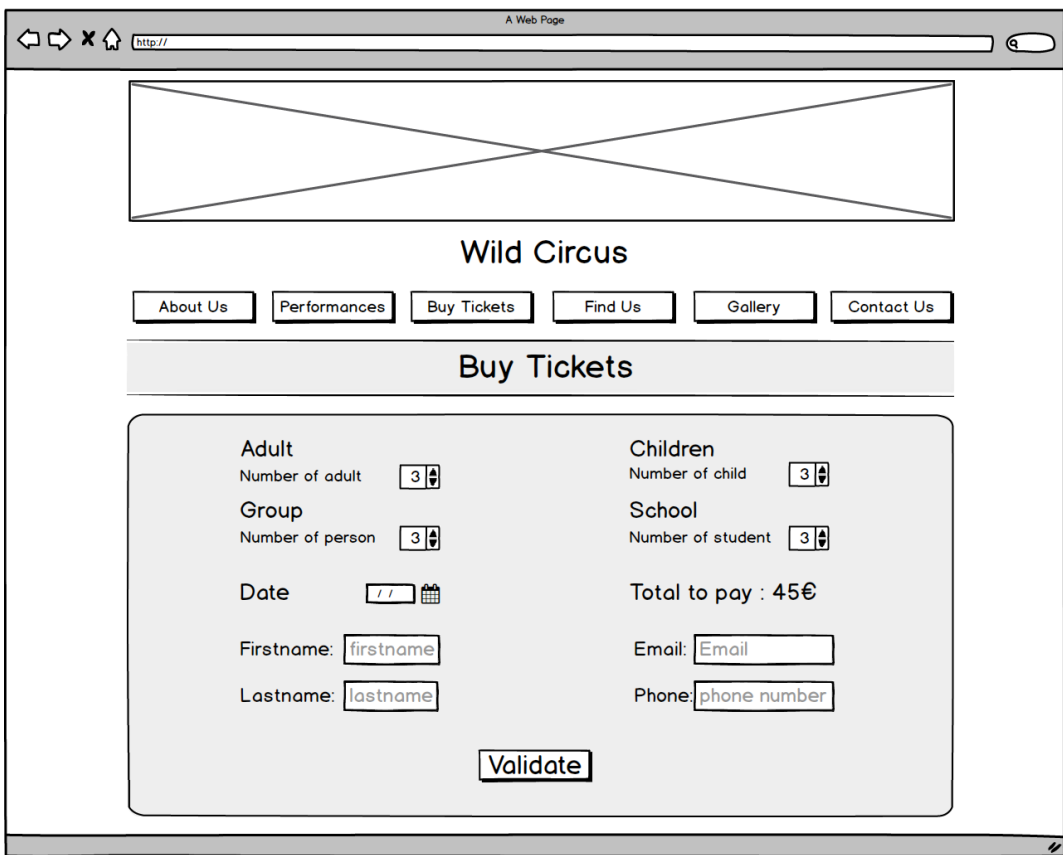 A Web Page
http://
Wild Circus
About Us Performances Buy Tickets Find Us Gallery Contact Us
Buy Tickets
Adult Children
Number of adult 3 Number of child 3
Group School
Number of person 3 Number of student 3
Date / / Total to pay : 45€
Firstname: firstname Email: Email
Lastname: lastname Phone: phone number
Validate